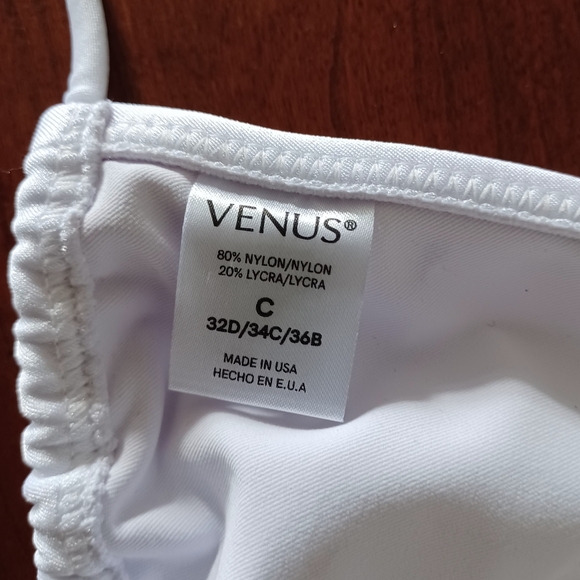 VENUS®
80% NYLON/NYLON
20% LYCRA/LYCRA
C
32D/34C/36B
MADE IN USA
HECHO EN E.U.A